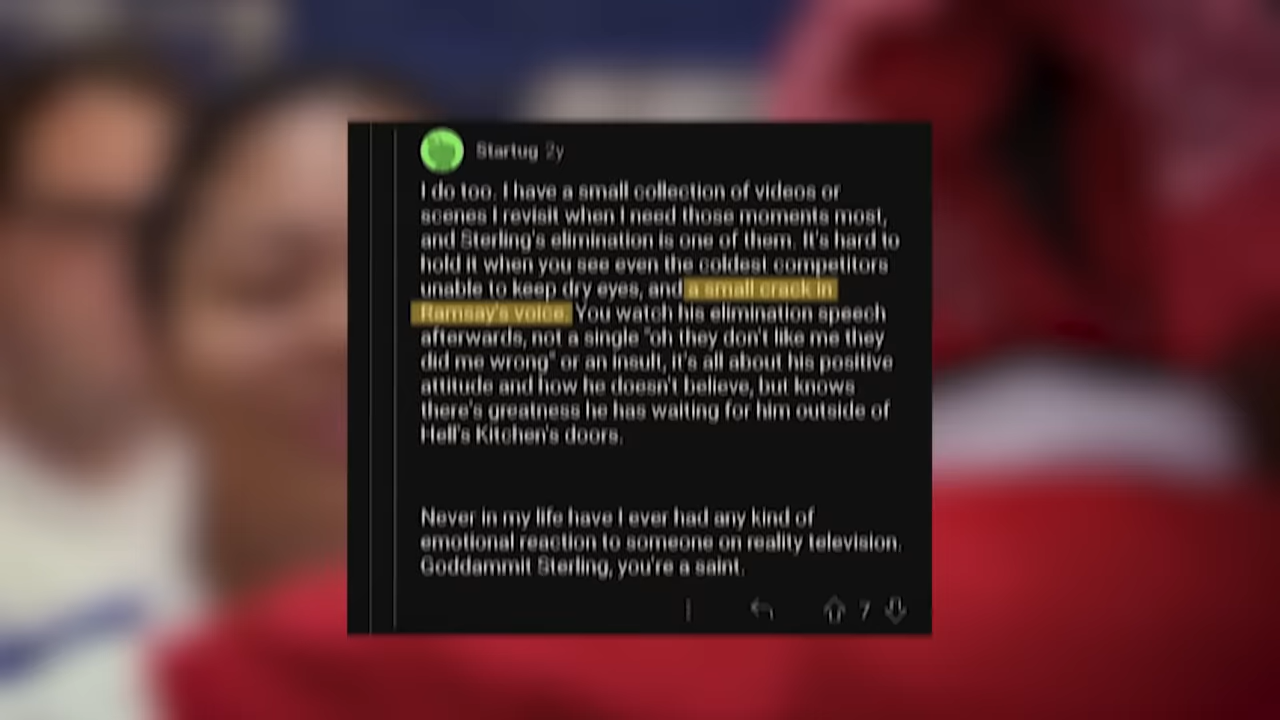 Startug 2y
I do too. I have a small collection of videos or
scenes I revisit when I need those moments most,
and Sterling's elimination is one of them. It's hard to
hold it when you see even the coldest competitors
unable to keep dry eyes, and a small crack in
Ramsay's voice. You watch his elimination speech
afterwards, not a single "oh they don't like me they
did me wrong" or an insult, it's all about his positive
attitude and how he doesn't believe, but knows
there's greatness he has waiting for him outside of
Hell's Kitchen's doors.
Never in my life have I ever had any kind of
emotional reaction to someone on reality television.
Goddammit Sterling, you're a saint.
7